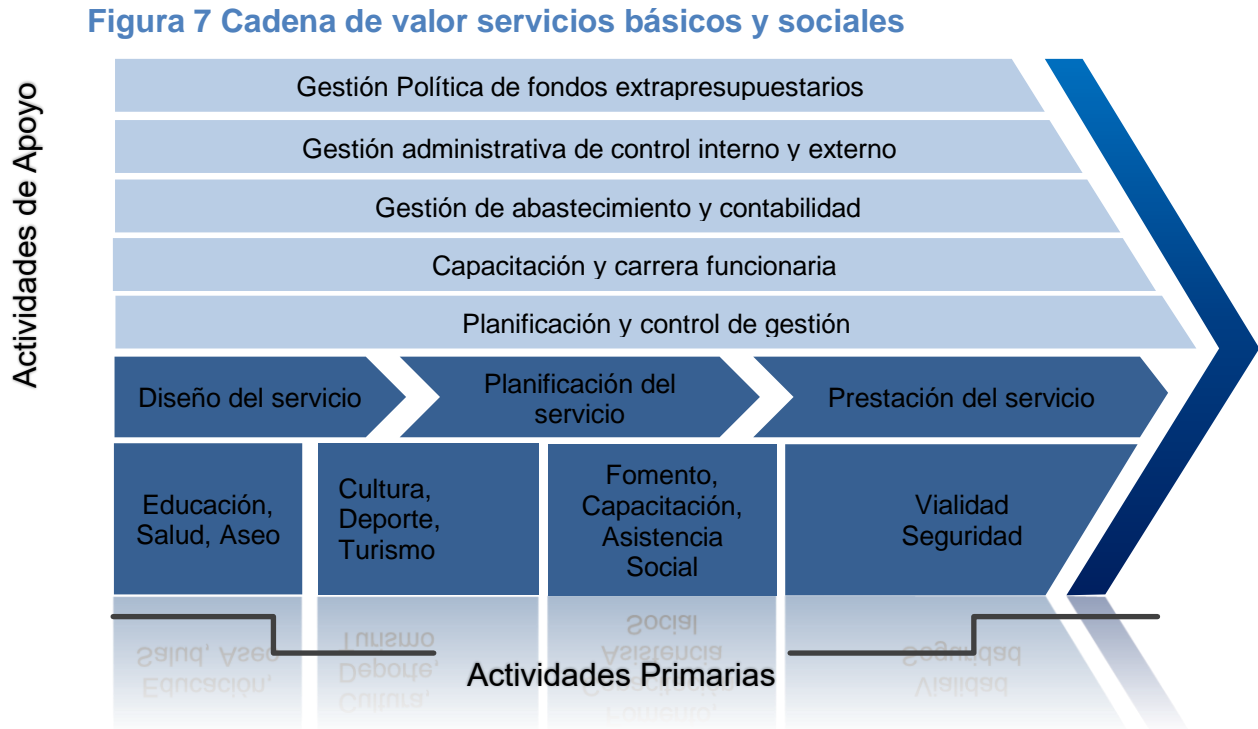 Figura 7 Cadena de valor servicios básicos y sociales
Actividades de Apoyo
Gestión Política de fondos extrapresupuestarios
Gestión administrativa de control interno y externo
Gestión de abastecimiento y contabilidad
Capacitación y carrera funcionaria
Planificación y control de gestión
Diseño del servicio
Planificación del
servicio
Prestación del servicio
Educación,
Salud, Aseo
Cultura,
Deporte,
Turismo
Fomento,
Capacitación,
Asistencia
Social
Vialidad
Seguridad
Actividades Primarias